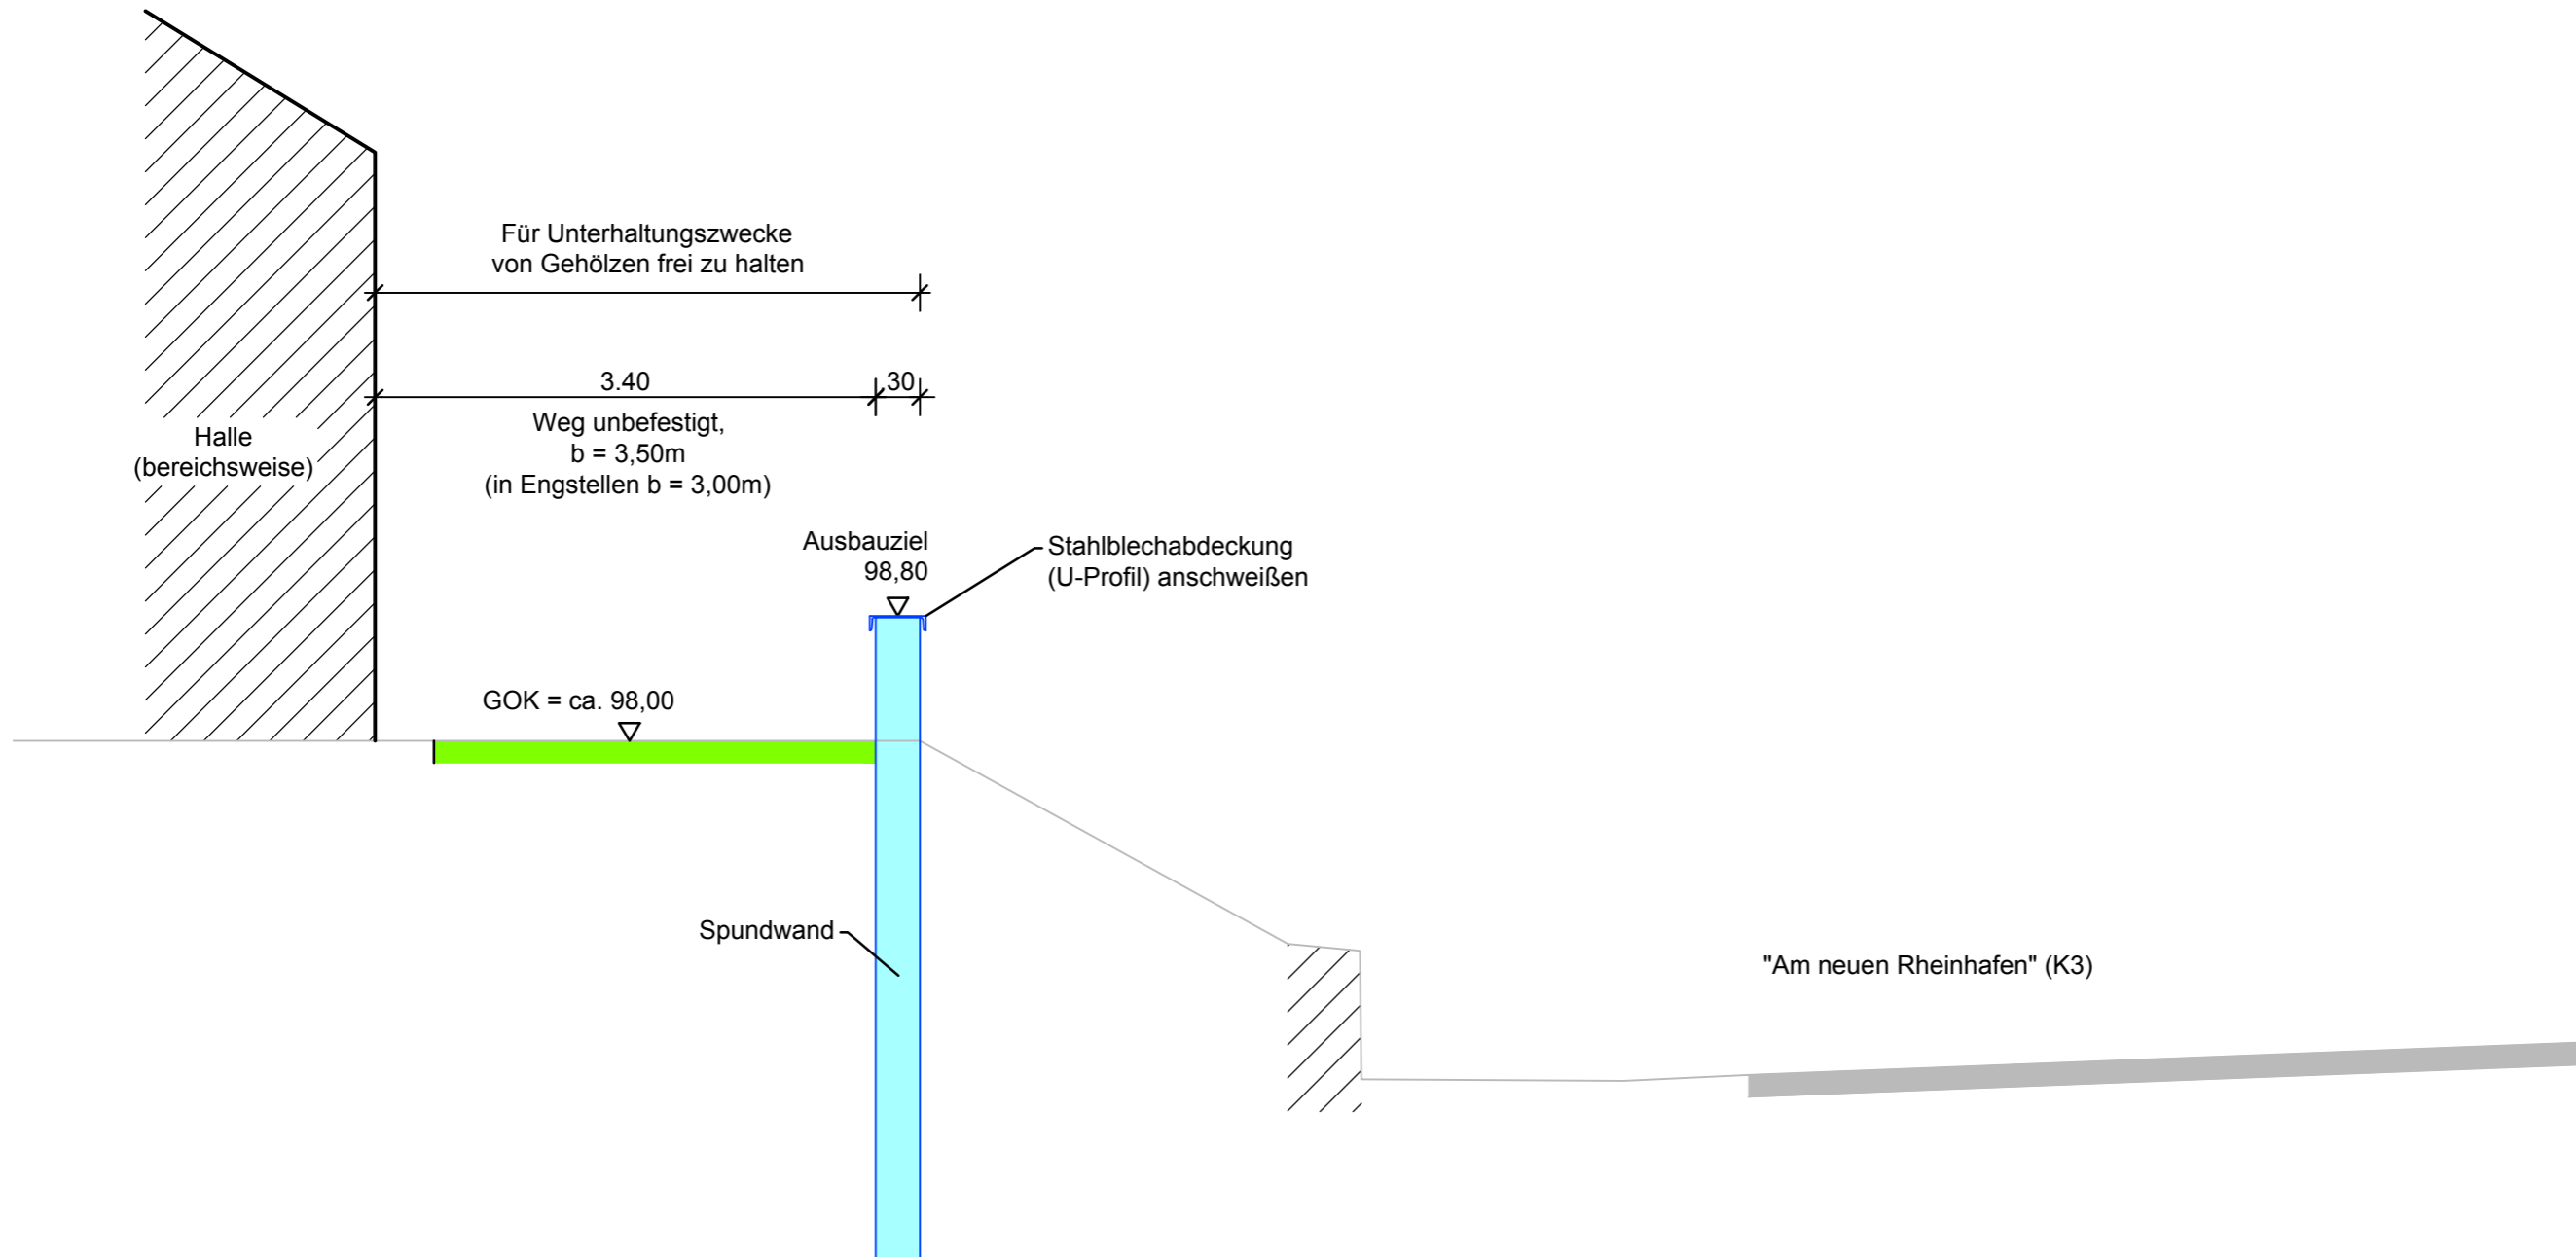 Für Unterhaltungszwecke
von Gehölzen frei zu halten
3.40
30
Weg unbefestigt,
b = 3,50m
(in Engstellen b = 3,00m)
Halle
(bereichsweise)
Ausbauziel
98,80
Stahlblechabdeckung
(U-Profil) anschweißen
GOK = ca. 98,00
Spundwand
"Am neuen Rheinhafen" (K3)